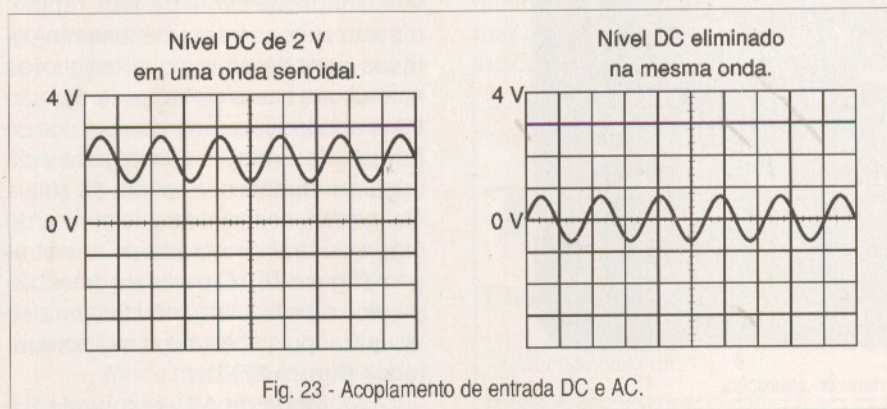 Nível DC de 2 V
em uma onda senoidal.
4 V
0 V
Nível DC eliminado
na mesma onda.
4 V
0 V
Fig. 23 - Acoplamento de entrada DC e AC.